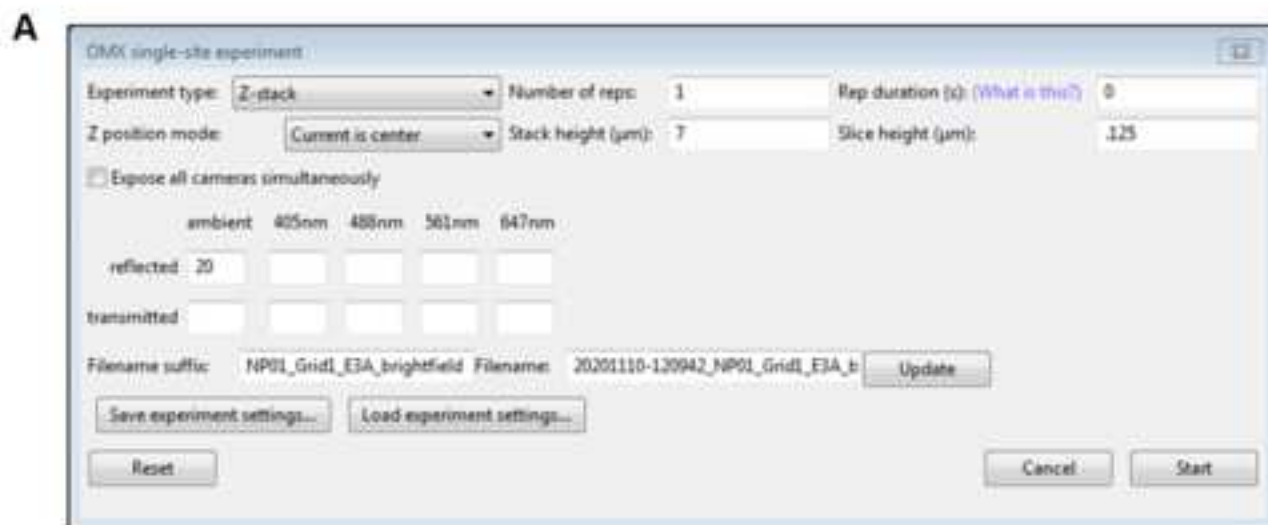 A
OMX single-site experiment
Experiment type: Z-stack Number of reps: 1 Rep duration (s): (What is this?) 0
Z position mode: Current is center Stack height (µm): 7 Slice height (µm): .125
Expose all cameras simultaneously
ambient 405nm 488nm 561nm 647nm
reflected 20
transmitted
Filename suffix: NP01_Grid1_E3A_brightfield Filename: 20201110-120942_NP01_Grid1_E3A_b Update
Save experiment settings... Load experiment settings...
Reset Cancel Start